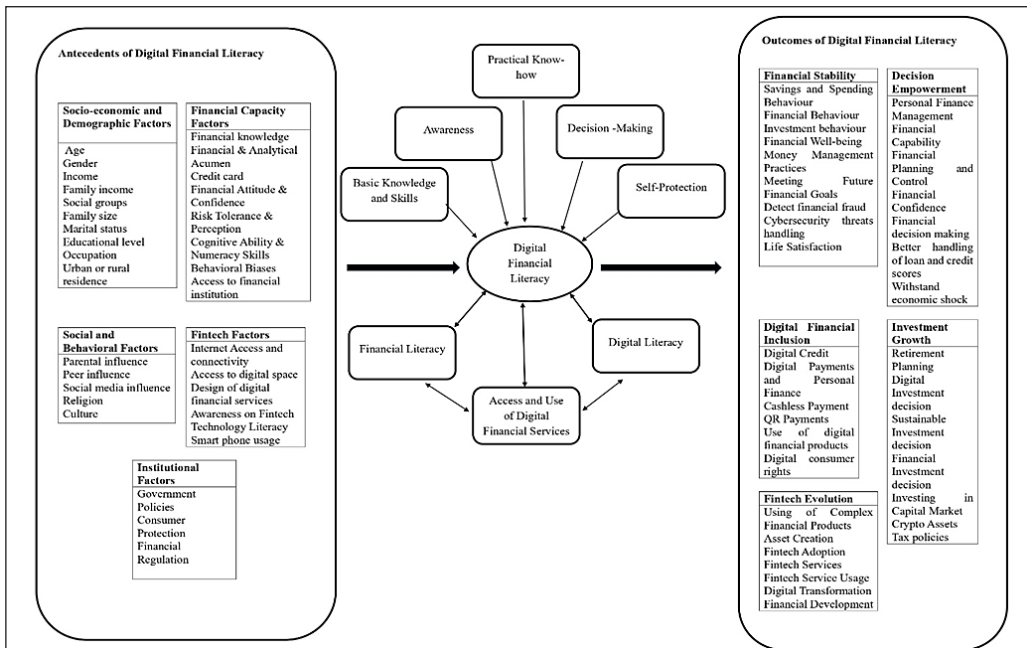 Antecedents of Digital Financial Literacy
Socio-economic and
Demographic Factors
Age
Gender
Income
Family income
Social groups
Family size
Marital status
Educational level
Occupation
Urban or rural
residence
Financial Capacity
Factors
Financial knowledge
Financial & Analytical
Acumen
Credit card
Financial Attitude &
Confidence
Risk Tolerance &
Perception
Cognitive Ability &
Numeracy Skills
Behavioral Biases
Access to financial
institution
Social and
Behavioral Factors
Parental influence
Peer influence
Social media influence
Religion
Culture
Fintech Factors
Internet Access and
connectivity
Access to digital space
Design of digital
financial services
Awareness on Fintech
Technology Literacy
Smart phone usage
Institutional
Factors
Government
Policies
Consumer
Protection
Financial
Regulation
Practical Know-
how
Awareness
Decision -Making
Basic Knowledge
and Skills
Self-Protection
Digital
Financial
Literacy
Financial Literacy
Digital Literacy
Access and Use of Digital
Financial Services
Outcomes of Digital Financial Literacy
Financial Stability
Savings and Spending
Behaviour
Financial Behaviour
Investment behaviour
Financial Well-being
Money Management
Practices
Meeting Future
Financial Goals
Detect financial fraud
Cybersecurity threats
handling
Life Satisfaction
Decision
Empowerment
Personal Finance
Management
Financial
Capability
Financial
Planning and
Control
Financial
Confidence
Financial
decision making
Better handling
of loan and credit
scores
Withstand
economic shock
Digital Financial
Inclusion
Digital Credit
Digital Payments
and Personal
Finance
Cashless Payment
QR Payments
Use of digital
financial products
Digital consumer
rights
Investment
Growth
Retirement
Planning
Digital
Investment
decision
Sustainable
Investment
decision
Financial
Investment
decision
Investing in
Capital Market
Crypto Assets
Tax policies
Fintech Evolution
Using of Complex
Financial Products
Asset Creation
Fintech Adoption
Fintech Services
Fintech Service Usage
Digital Transformation
Financial Development